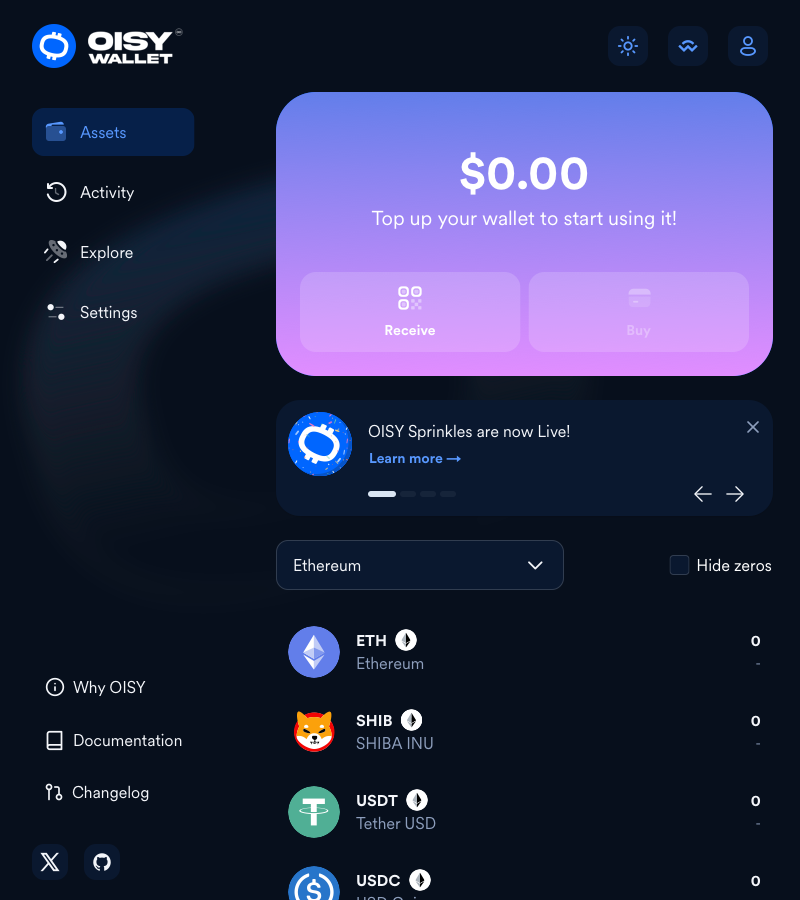 OISY
WALLET
Assets
Activity
Explore
Settings
$0.00
Top up your wallet to start using it!
Receive
Buy
OISY Sprinkles are now Live!
Learn more →
Ethereum
Hide zeros
ETH
0
Ethereum
-
SHIB
0
SHIBA INU
-
USDT
0
Tether USD
-
USDC
0
Why OISY
Documentation
Changelog